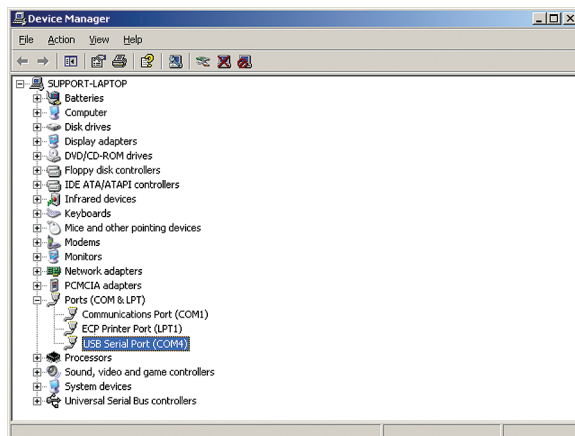 Device Manager
File Action View Help
SUPPORT-LAPTOP
Batteries
Computer
Disk drives
Display adapters
DVD/CD-ROM drives
Floppy disk controllers
IDE ATA/ATAPI controllers
Infrared devices
Keyboards
Mice and other pointing devices
Modems
Monitors
Network adapters
PCMCIA adapters
Ports (COM & LPT)
Communications Port (COM1)
ECP Printer Port (LPT1)
USB Serial Port (COM4)
Processors
Sound, video and game controllers
System devices
Universal Serial Bus controllers